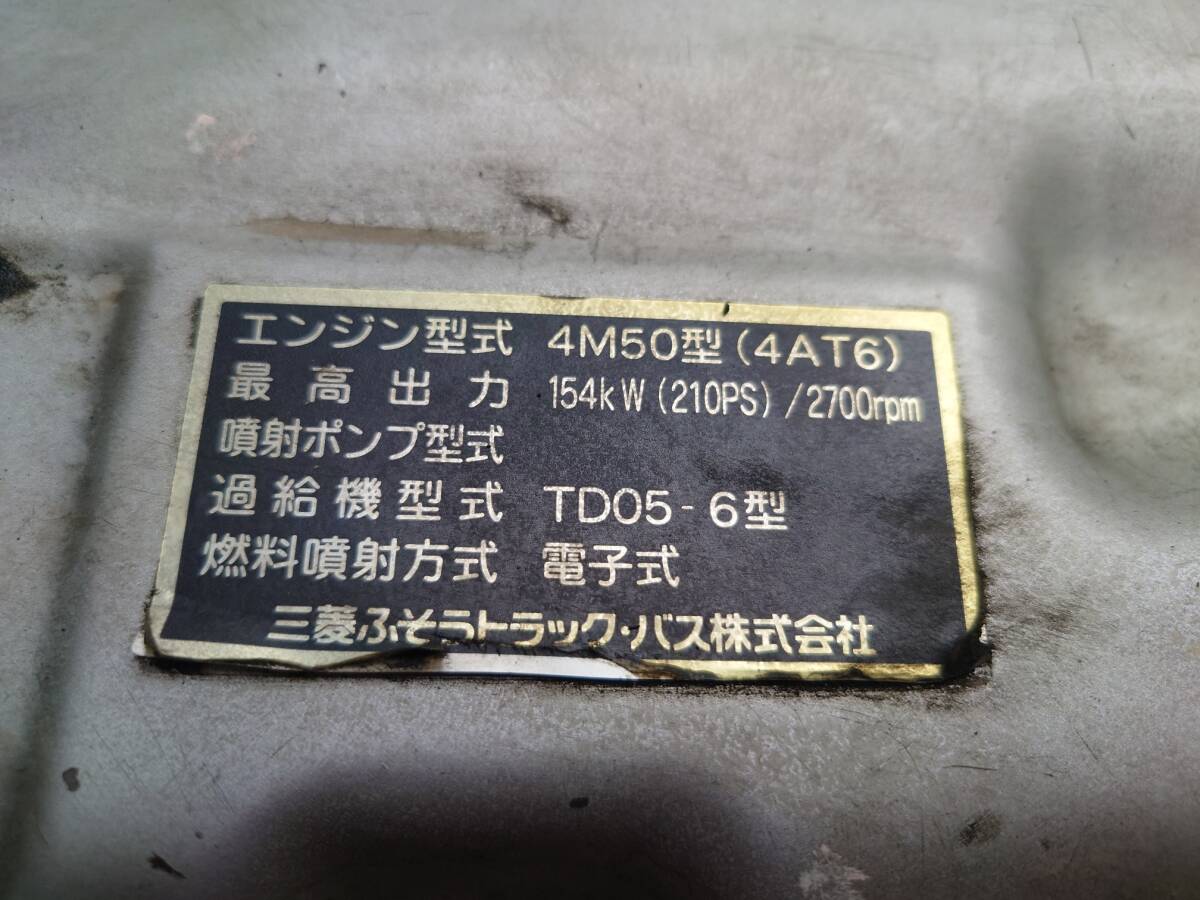 エンジン型式 4M50型(4AT6)
最高出力 154kW(210PS)/2700rpm
噴射ポンプ型式
過給機型式 TD05-6型
燃料噴射方式 電子式
三菱ふそうトラック・バス株式会社